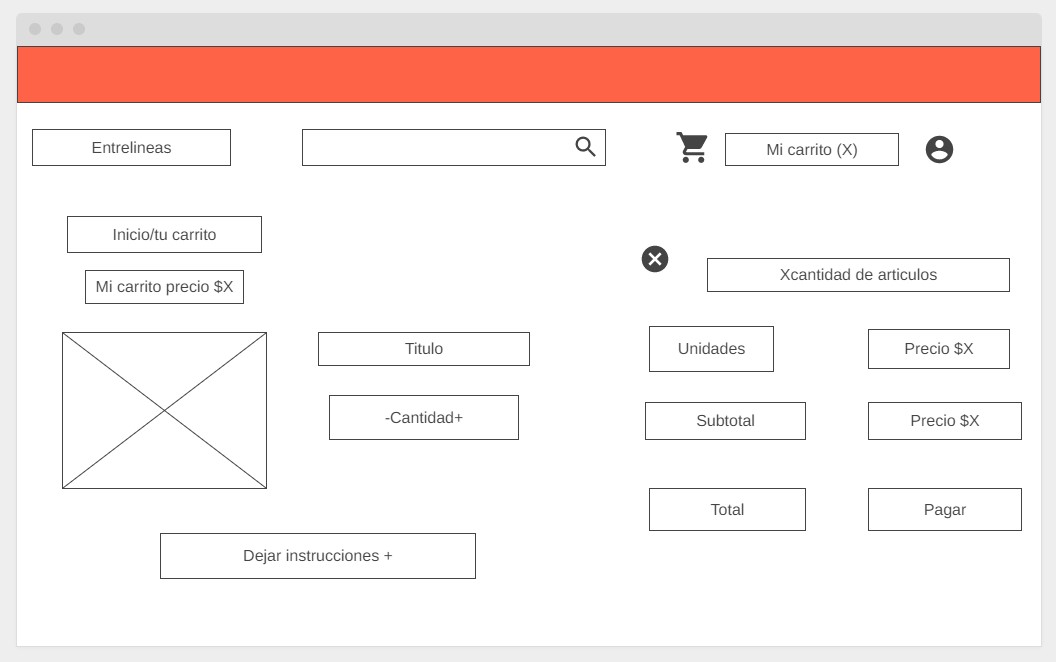 Entrelineas
Mi carrito (X)
Inicio/tu carrito
Mi carrito precio $X
Xcantidad de articulos
Titulo
Unidades
Precio $X
-Cantidad+
Subtotal
Precio $X
Total
Pagar
Dejar instrucciones +